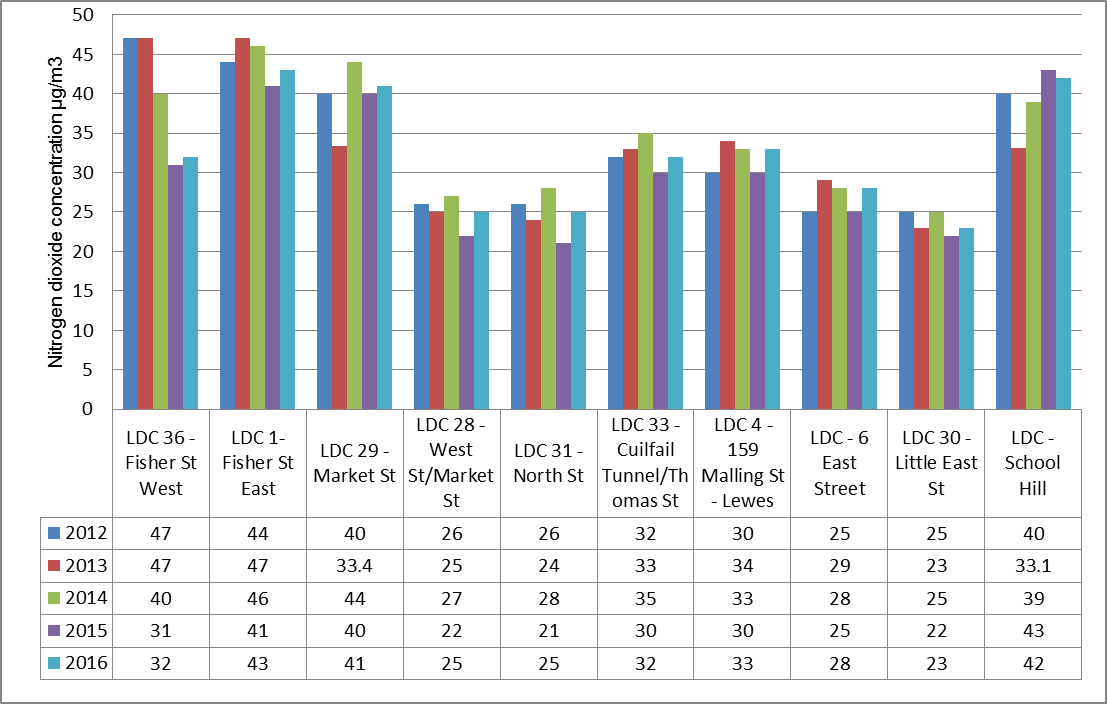 50
45
40
35
30
25
20
15
10
5
0
Nitrogen dioxide concentration µg/m3
LDC 36 -
Fisher St
West
LDC 1-
Fisher St
East
LDC 29 -
Market St
LDC 28 -
West
St/Market
St
LDC 31 -
North St
LDC 33 -
Cuilfail
Tunnel/Th
omas St
LDC 4 -
159
Malling St
- Lewes
LDC - 6
East
Street
LDC 30 -
Little East
St
LDC -
School
Hill
2012 47 44 40 26 26 32 30 25 25 40
2013 47 47 33.4 25 24 33 34 29 23 33.1
2014 40 46 44 27 28 35 33 28 25 39
2015 31 41 40 22 21 30 30 25 22 43
2016 32 43 41 25 25 32 33 28 23 42